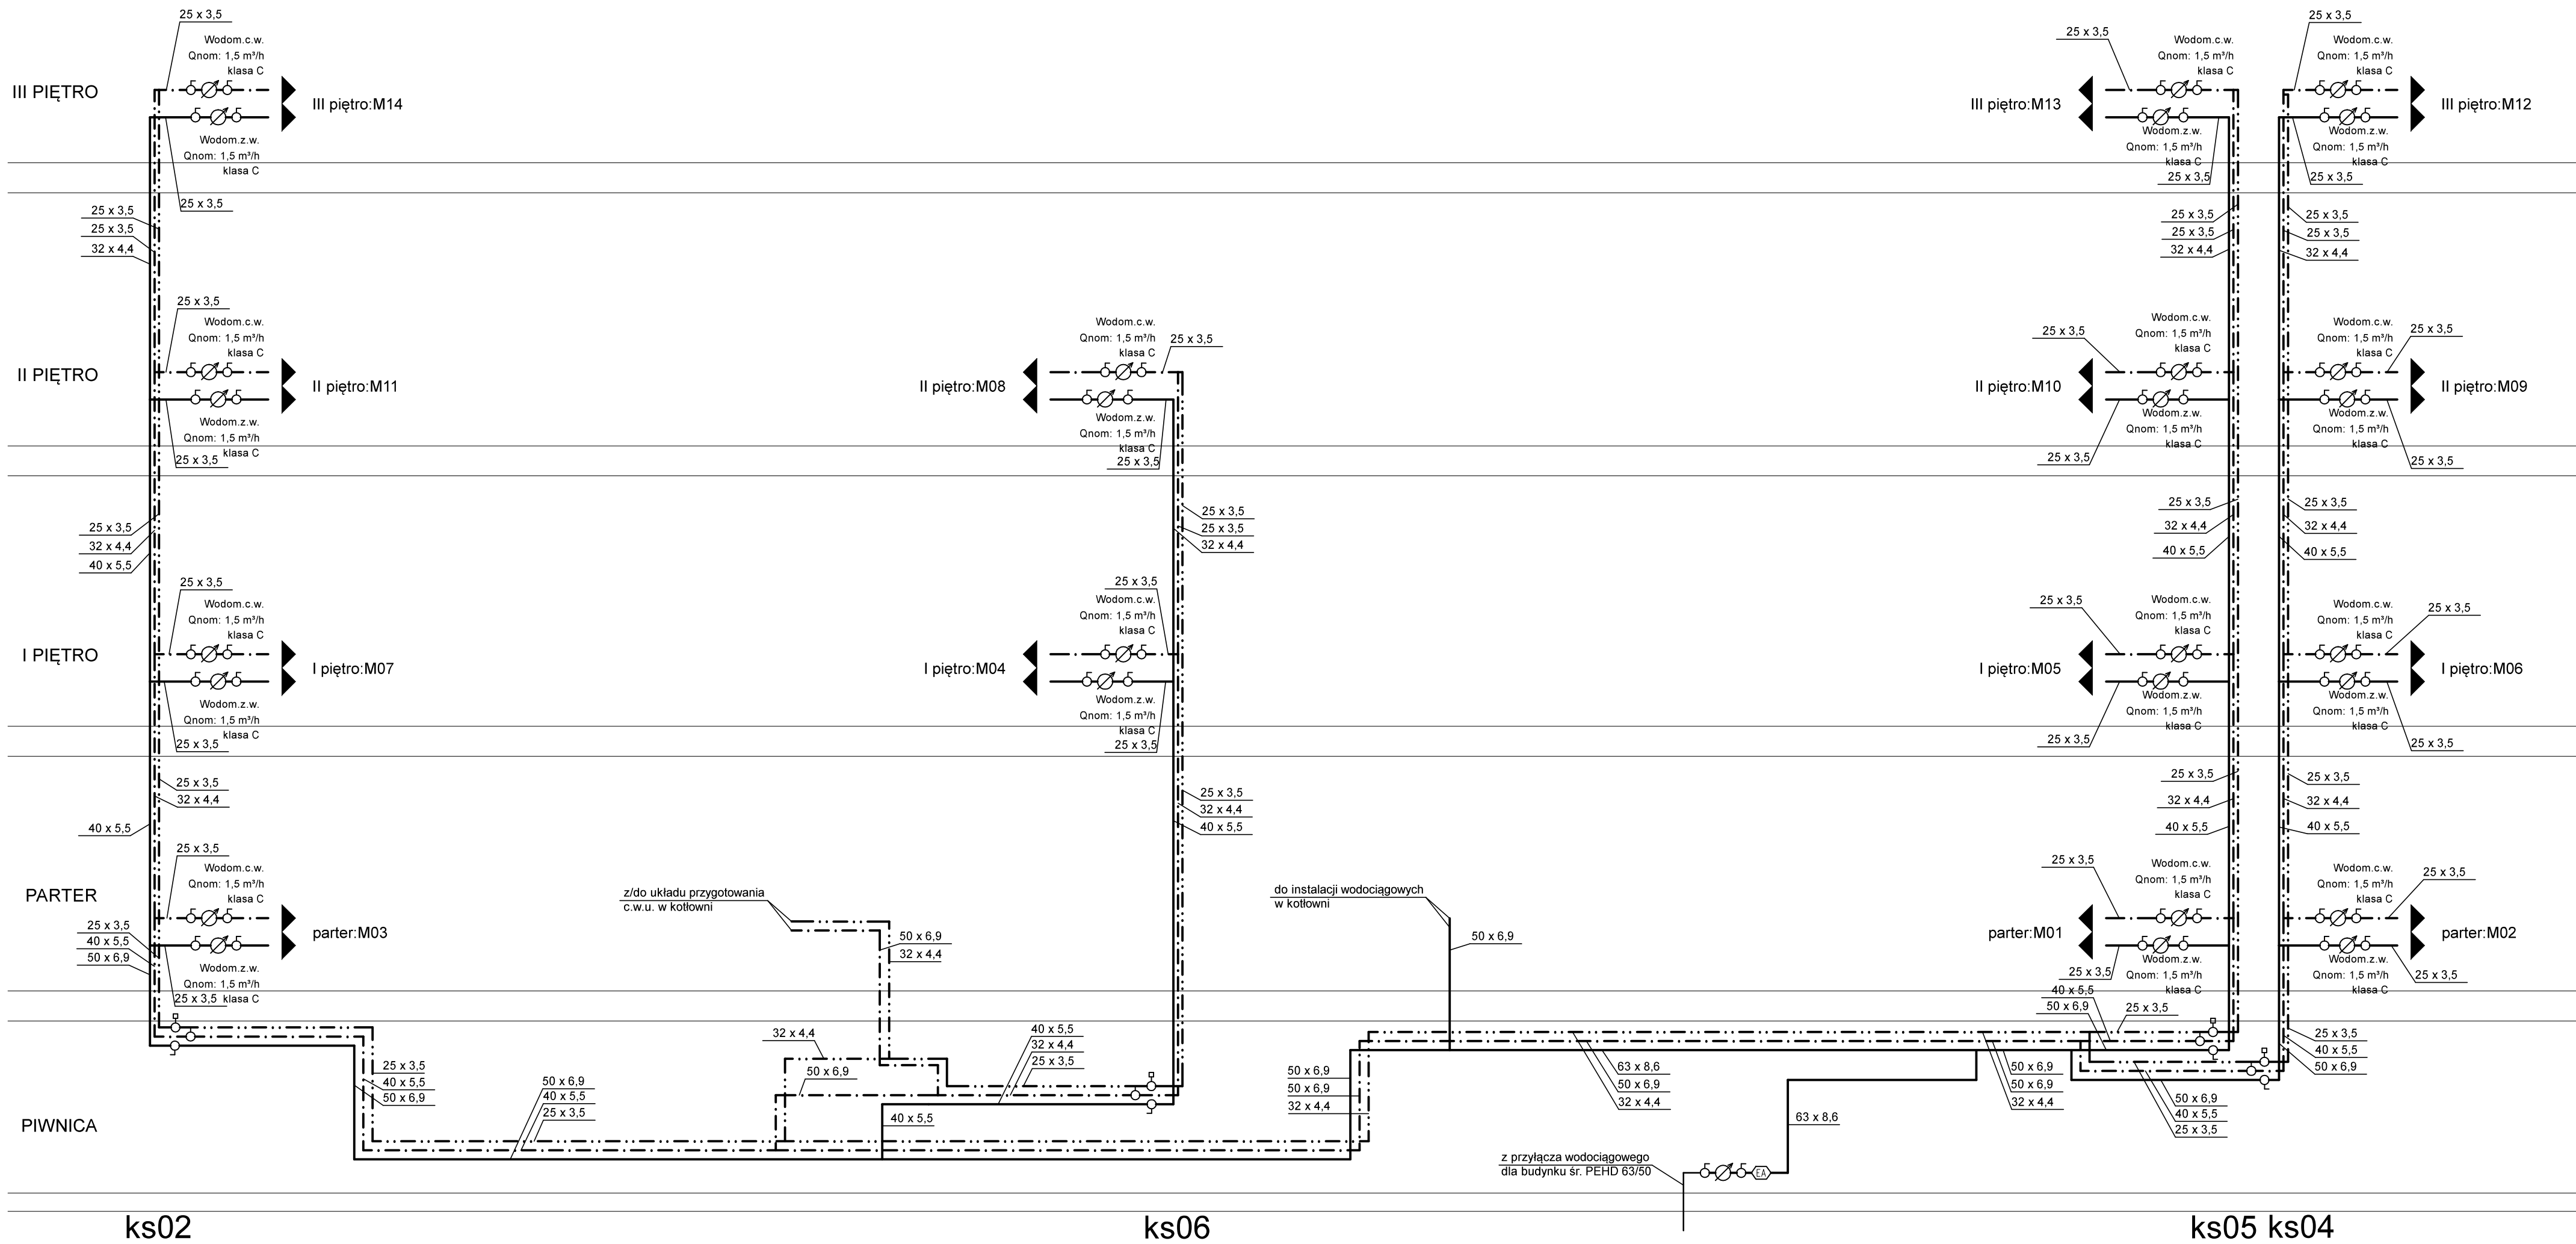 25 x 3,5
Wodom.c.w.
Qnom: 1,5 m³/h
klasa C
III PIĘTRO
III piętro:M14
Wodom.z.w.
Qnom: 1,5 m³/h
klasa C
25 x 3,5
25 x 3,5
25 x 3,5
32 x 4,4
25 x 3,5
Wodom.c.w.
Qnom: 1,5 m³/h
klasa C
III piętro:M13
Wodom.z.w.
Qnom: 1,5 m³/h
klasa C
25 x 3,5
25 x 3,5
25 x 3,5
32 x 4,4
25 x 3,5
Wodom.c.w.
Qnom: 1,5 m³/h
klasa C
III piętro:M12
Wodom.z.w.
Qnom: 1,5 m³/h
klasa C
25 x 3,5
25 x 3,5
25 x 3,5
32 x 4,4
25 x 3,5
Wodom.c.w.
Qnom: 1,5 m³/h
klasa C
II PIĘTRO
II piętro:M11
Wodom.z.w.
Qnom: 1,5 m³/h
klasa C
25 x 3,5
25 x 3,5
32 x 4,4
40 x 5,5
Wodom.c.w.
Qnom: 1,5 m³/h
klasa C
25 x 3,5
II piętro:M08
Wodom.z.w.
Qnom: 1,5 m³/h
klasa C
25 x 3,5
25 x 3,5
25 x 3,5
32 x 4,4
25 x 3,5
Wodom.c.w.
Qnom: 1,5 m³/h
klasa C
II piętro:M10
Wodom.z.w.
Qnom: 1,5 m³/h
klasa C
25 x 3,5
25 x 3,5
32 x 4,4
40 x 5,5
Wodom.c.w.
Qnom: 1,5 m³/h
klasa C
25 x 3,5
II piętro:M09
Wodom.z.w.
Qnom: 1,5 m³/h
klasa C
25 x 3,5
25 x 3,5
32 x 4,4
40 x 5,5
25 x 3,5
Wodom.c.w.
Qnom: 1,5 m³/h
klasa C
I PIĘTRO
I piętro:M07
Wodom.z.w.
Qnom: 1,5 m³/h
klasa C
25 x 3,5
25 x 3,5
32 x 4,4
40 x 5,5
25 x 3,5
Wodom.c.w.
Qnom: 1,5 m³/h
klasa C
I piętro:M04
Wodom.z.w.
Qnom: 1,5 m³/h
klasa C
25 x 3,5
25 x 3,5
32 x 4,4
40 x 5,5
25 x 3,5
Wodom.c.w.
Qnom: 1,5 m³/h
klasa C
I piętro:M05
Wodom.z.w.
Qnom: 1,5 m³/h
klasa C
25 x 3,5
25 x 3,5
32 x 4,4
40 x 5,5
Wodom.c.w.
Qnom: 1,5 m³/h
klasa C
25 x 3,5
I piętro:M06
Wodom.z.w.
Qnom: 1,5 m³/h
klasa C
25 x 3,5
25 x 3,5
32 x 4,4
40 x 5,5
25 x 3,5
Wodom.c.w.
Qnom: 1,5 m³/h
klasa C
PARTER
parter:M03
25 x 3,5
40 x 5,5
50 x 6,9
Wodom.z.w.
Qnom: 1,5 m³/h
klasa C
25 x 3,5
z/do układu przygotowania
c.w.u. w kotłowni
50 x 6,9
32 x 4,4
do instalacji wodociągowych
w kotłowni
50 x 6,9
25 x 3,5
Wodom.c.w.
Qnom: 1,5 m³/h
klasa C
parter:M01
Wodom.z.w.
Qnom: 1,5 m³/h
klasa C
25 x 3,5
40 x 5,5
50 x 6,9
25 x 3,5
Wodom.c.w.
Qnom: 1,5 m³/h
klasa C
25 x 3,5
parter:M02
Wodom.z.w.
Qnom: 1,5 m³/h
klasa C
25 x 3,5
25 x 3,5
40 x 5,5
50 x 6,9
PIWNICA
25 x 3,5
40 x 5,5
50 x 6,9
50 x 6,9
40 x 5,5
25 x 3,5
32 x 4,4
50 x 6,9
40 x 5,5
32 x 4,4
25 x 3,5
40 x 5,5
50 x 6,9
50 x 6,9
32 x 4,4
63 x 8,6
50 x 6,9
32 x 4,4
63 x 8,6
50 x 6,9
50 x 6,9
32 x 4,4
50 x 6,9
40 x 5,5
25 x 3,5
z przyłącza wodociągowego
dla budynku śr. PEHD 63/50
EA
ks02
ks06
ks05 ks04